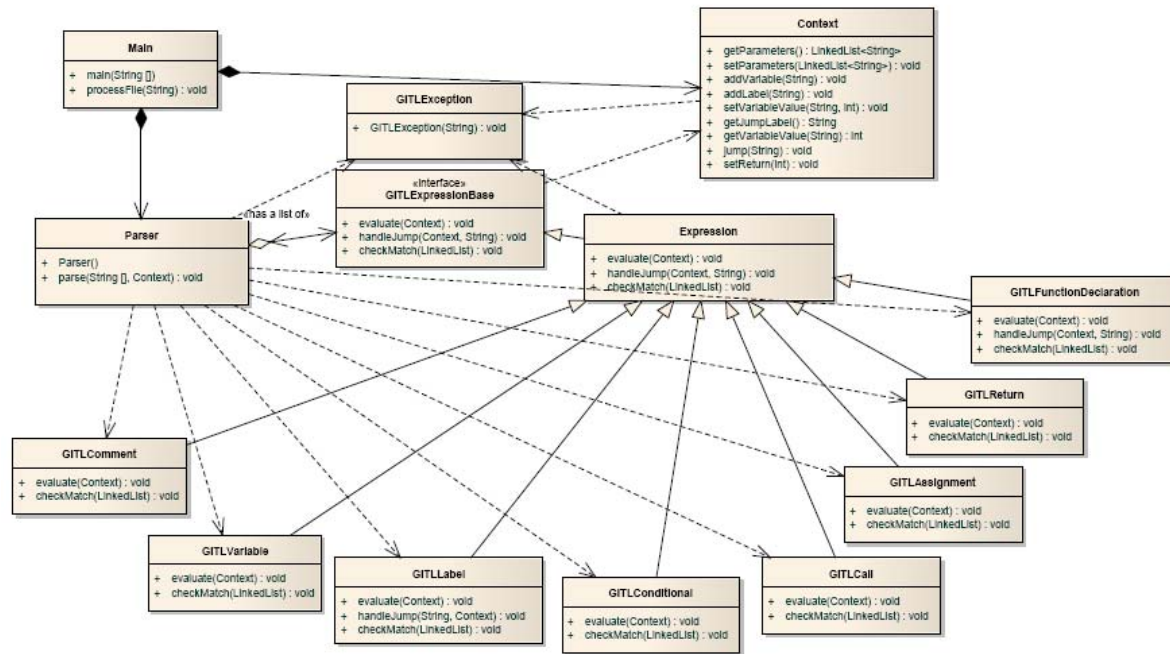 Main
+ main(String [])
+ processFile(String) : void
Context
+ getParameters() : LinkedList<String>
+ setParameters(LinkedList<String>) : void
+ addVariable(String) : void
+ addLabel(String) : void
+ setVariableValue(String, int) : void
+ getJumpLabel() : String
+ getVariableValue(String) : int
+ jump(String) : void
+ setReturn(int) : void
GITLException
+ GITLException(String) : void
«interface»
GITLExpressionBase
+ evaluate(Context) : void
+ handleJump(Context, String) : void
+ checkMatch(LinkedList) : void
«has a list of»
Parser
+ Parser()
+ parse(String [], Context) : void
Expression
+ evaluate(Context) : void
+ handleJump(Context, String) : void
+ checkMatch(LinkedList) : void
GITLFunctionDeclaration
+ evaluate(Context) : void
+ handleJump(Context, String) : void
+ checkMatch(LinkedList) : void
GITLReturn
+ evaluate(Context) : void
+ checkMatch(LinkedList) : void
GITLComment
+ evaluate(Context) : void
+ checkMatch(LinkedList) : void
GITLAssignment
+ evaluate(Context) : void
+ checkMatch(LinkedList) : void
GITLVariable
+ evaluate(Context) : void
+ checkMatch(LinkedList) : void
GITLLabel
+ evaluate(Context) : void
+ handleJump(String, Context) : void
+ checkMatch(LinkedList) : void
GITLConditional
+ evaluate(Context) : void
+ checkMatch(LinkedList) : void
GITLCall
+ evaluate(Context) : void
+ checkMatch(LinkedList) : void